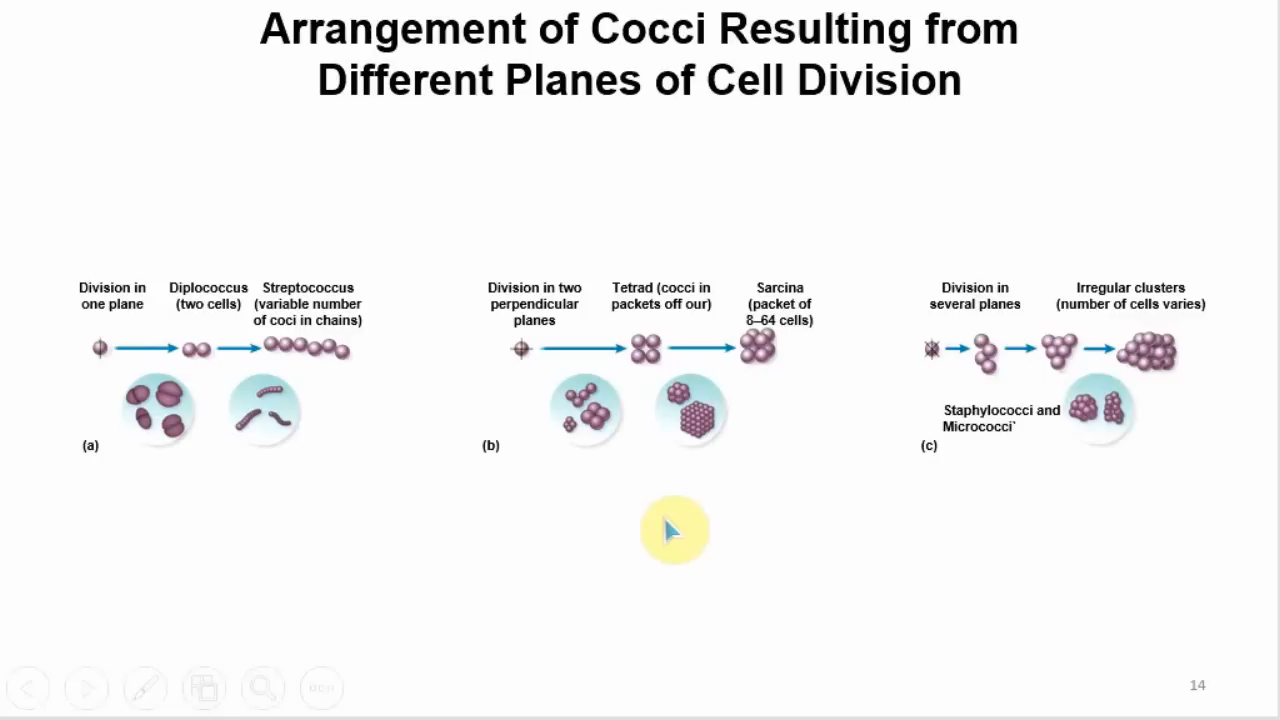 Arrangement of Cocci Resulting from
Different Planes of Cell Division
Division in
one plane
Diplococcus
(two cells)
Streptococcus
(variable number
of coci in chains)
(a)
Division in two
perpendicular
planes
Tetrad (cocci in
packets off our)
Sarcina
(packet of
8–64 cells)
(b)
Division in
several planes
Irregular clusters
(number of cells varies)
Staphylococci and
Micrococci`
(c)
14